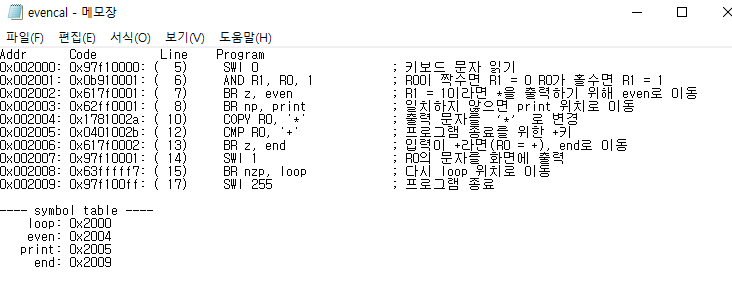 evencal - 메모장
파일(F) 편집(E) 서식(O) 보기(V) 도움말(H)
Addr Code Line Program
0x002000: 0x97f10000: ( 5) SWI 0 ; 키보드 문자 읽기
0x002001: 0x0b910001: ( 6) AND R1, R0, 1 ; R0이 짝수면 R1 = 0 R0가 홀수면 R1 = 1
0x002002: 0x617f0001: ( 7) BR z, even ; R1 = 1이라면 *을 출력하기 위해 even로 이동
0x002003: 0x62ff0001: ( 8) BR np, print ; 일치하지 않으면 print 위치로 이동
0x002004: 0x1781002a: ( 10) COPY R0, '*' ; 출력 문자를 '*' 로 변경
0x002005: 0x0401002b: ( 12) CMP R0, '+' ; 프로그램 종료를 위한 +키
0x002006: 0x617f0002: ( 13) BR z, end ; 입력이 +라면(R0 = +), end로 이동
0x002007: 0x97f10001: ( 14) SWI 1 ; R0의 문자를 화면에 출력
0x002008: 0x63fffff7: ( 15) BR nzp, loop ; 다시 loop 위치로 이동
0x002009: 0x97f100ff: ( 17) SWI 255 ; 프로그램 종료
---- symbol table ----
loop: 0x2000
even: 0x2004
print: 0x2005
end: 0x2009